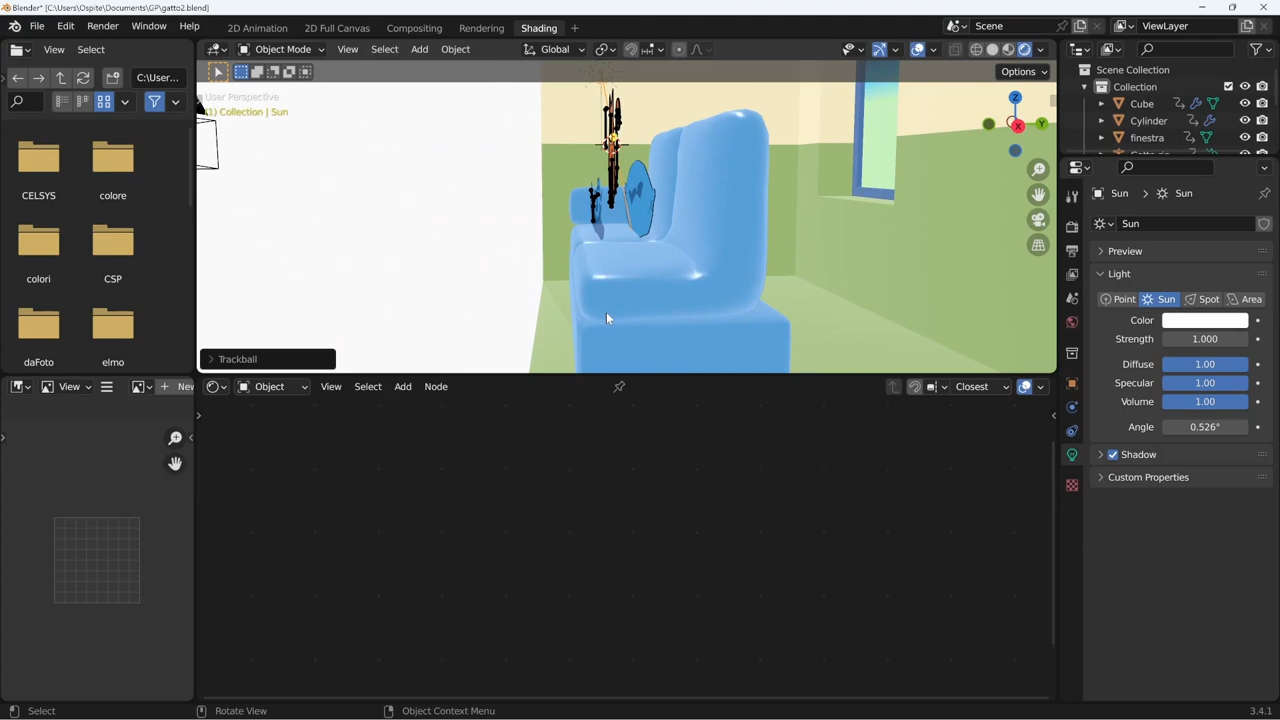 Blender* [C:\Users\Ospite\Documents\GP\gatto2.blend]
File Edit Render Window Help 2D Animation 2D Full Canvas Compositing Rendering Shading + Scene ViewLayer
View Select Object Mode View Select Add Object Global
C:\User... Options Scene Collection
User Perspective
(1) Collection | Sun
Collection
Cube
Cylinder
finestra
Z
Y
X
CELSYS colore
colori CSP
daFoto elmo
Sun > Sun
Sun
Preview
Light
Point Sun Spot Area
Color
Strength 1.000
Diffuse 1.00
Specular 1.00
Volume 1.00
Angle 0.526°
Shadow
Custom Properties
Trackball
View + New Object View Select Add Node Closest
Select Rotate View Object Context Menu 3.4.1